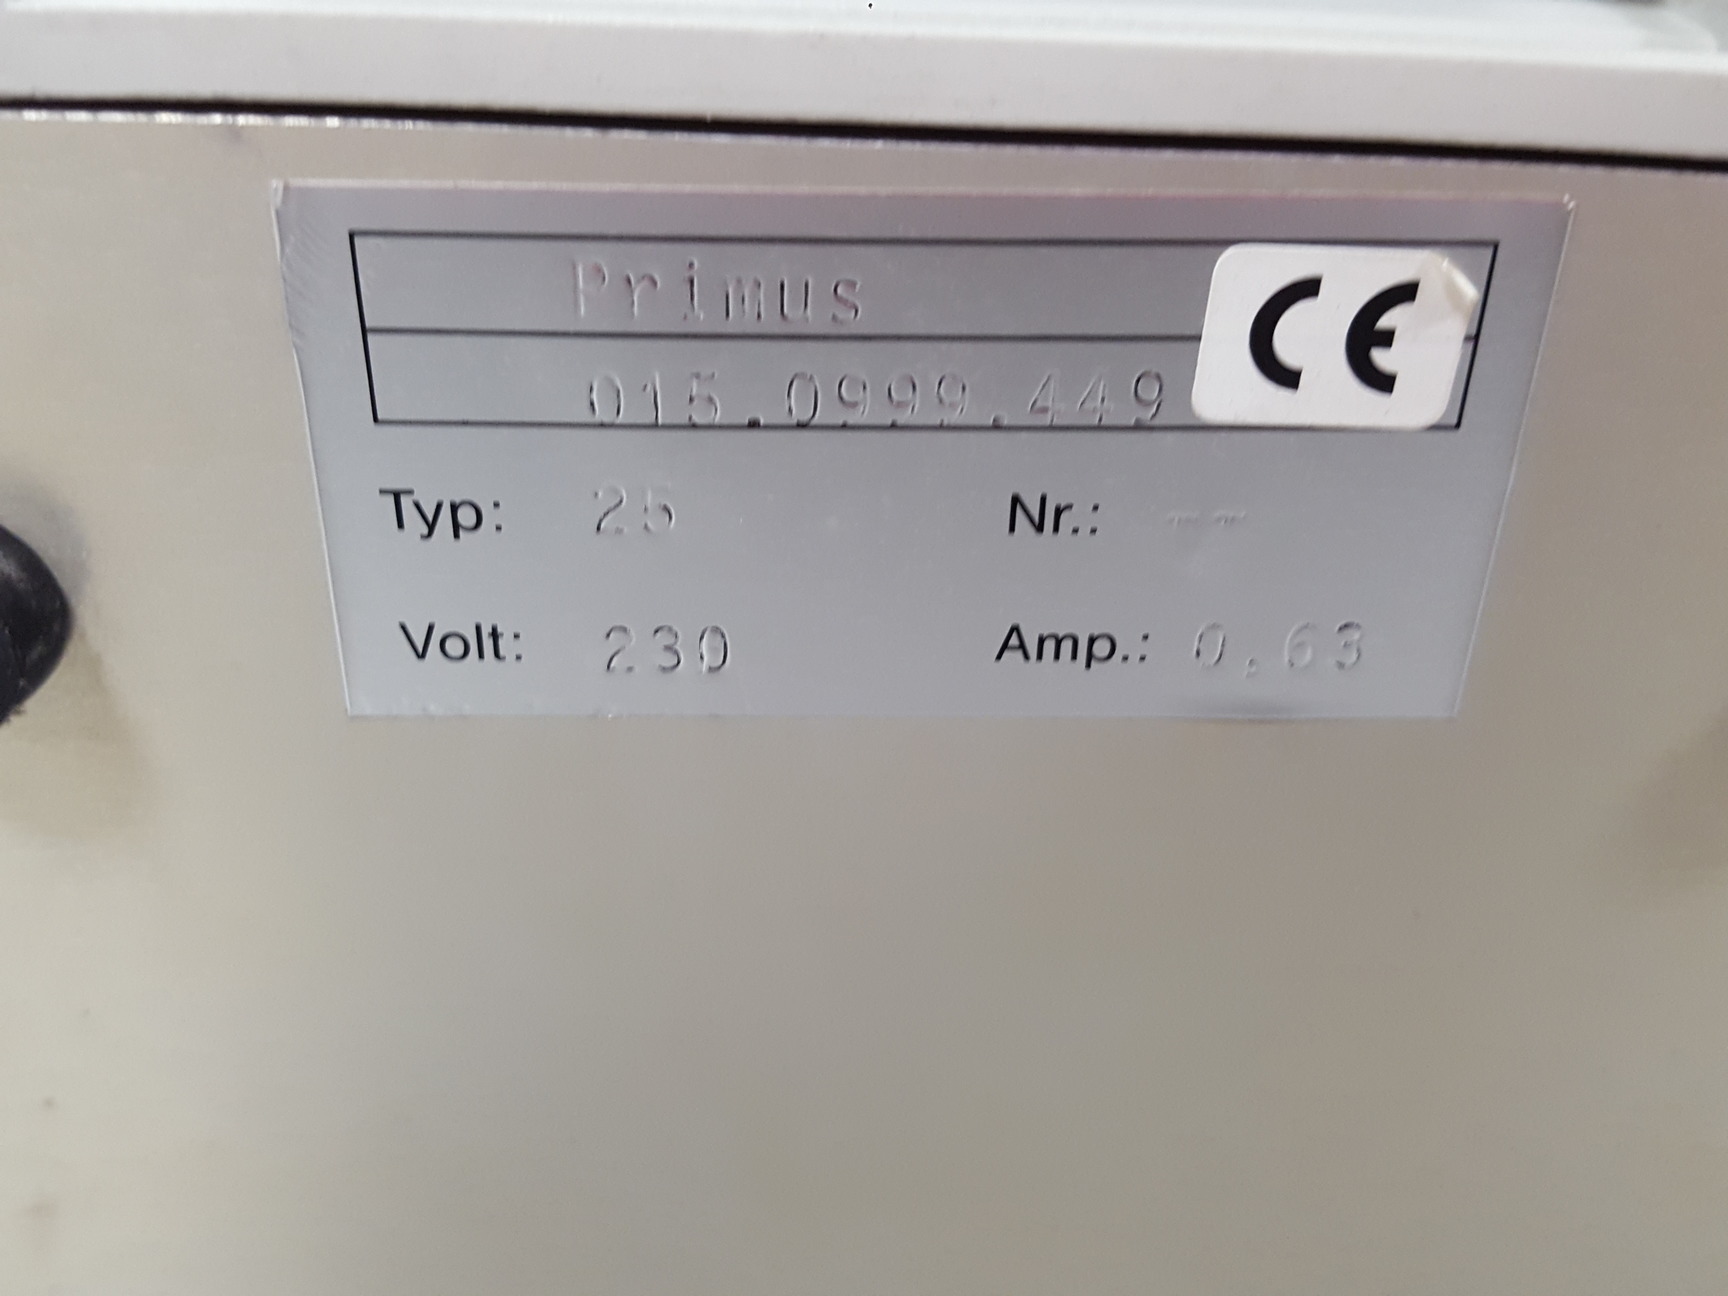 Primus
CE
015.0999.449
Typ: 25 Nr.: --
Volt: 230 Amp.: 0,63